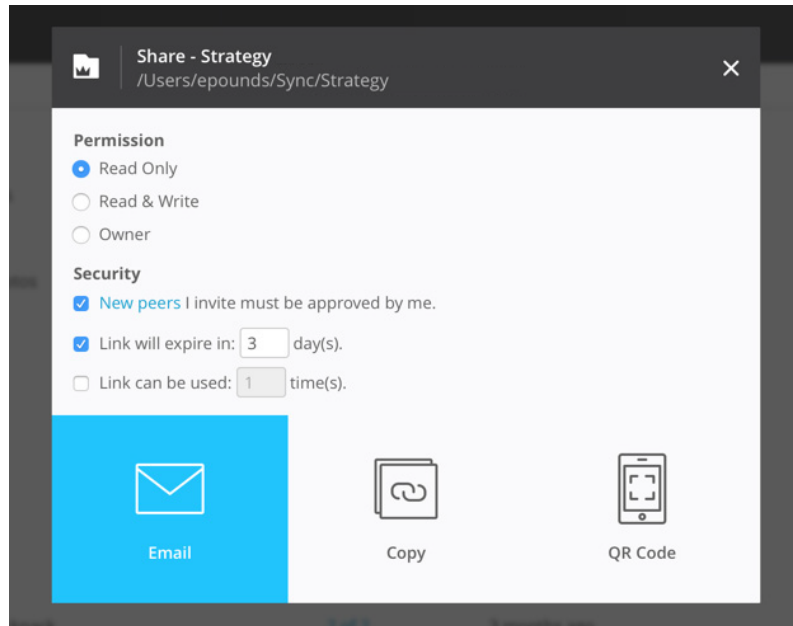 Share - Strategy
/Users/epounds/Sync/Strategy
Permission
Read Only
Read & Write
Owner
Security
New peers I invite must be approved by me.
Link will expire in: 3 day(s).
Link can be used: 1 time(s).
Email Copy QR Code